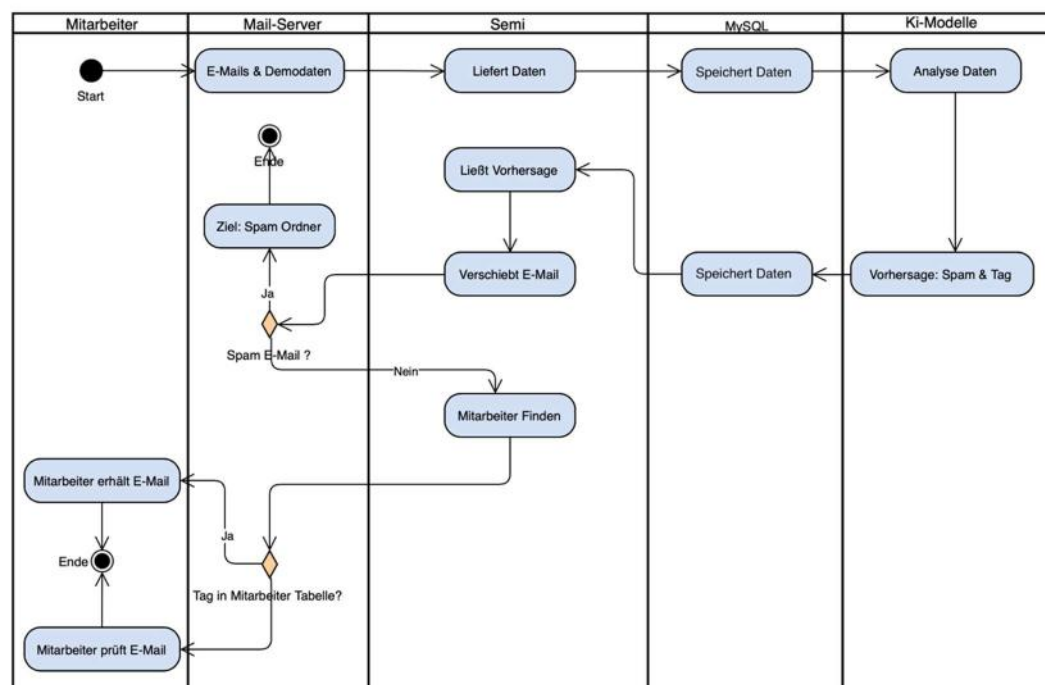 Mitarbeiter
Mail-Server
Semi
MySQL
Ki-Modelle
Start
E-Mails & Demodaten
Liefert Daten
Speichert Daten
Analyse Daten
Ende
Ließt Vorhersage
Ziel: Spam Ordner
Verschiebt E-Mail
Speichert Daten
Vorhersage: Spam & Tag
Ja
Spam E-Mail ?
Nein
Mitarbeiter Finden
Mitarbeiter erhält E-Mail
Ja
Ende
Tag in Mitarbeiter Tabelle?
Mitarbeiter prüft E-Mail